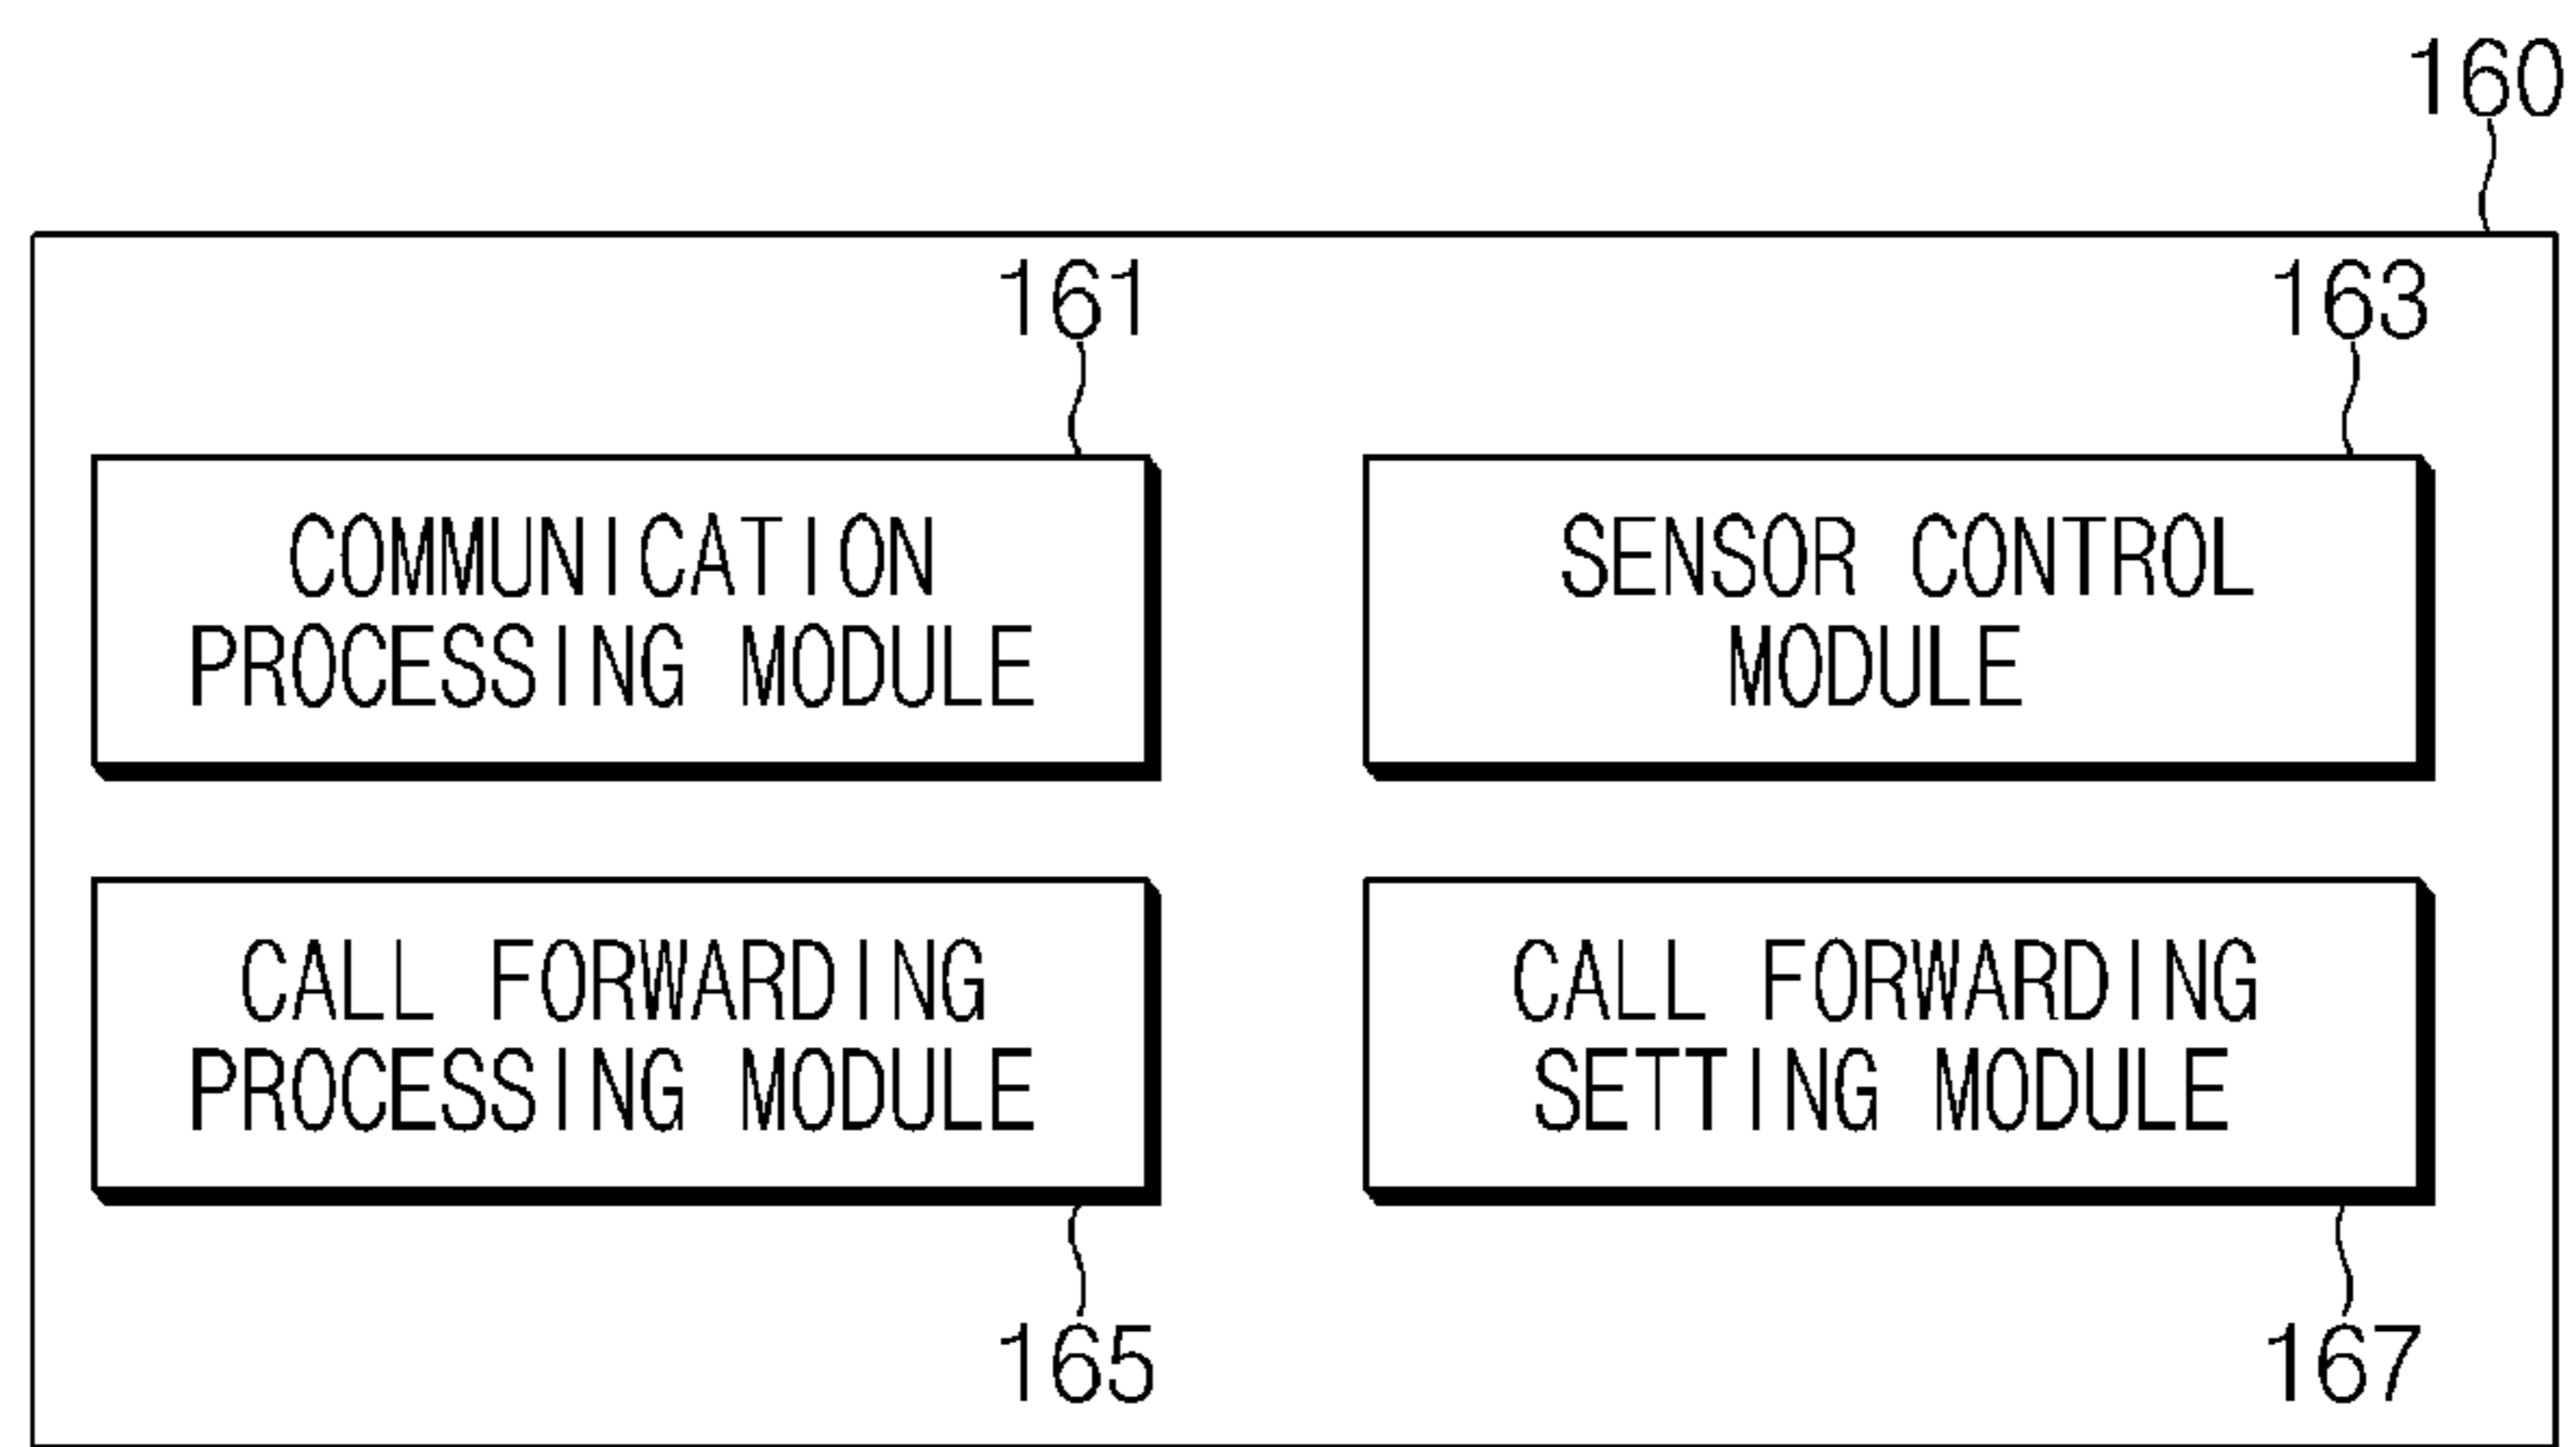 160
161
163
COMMUNICATION
PROCESSING MODULE
SENSOR CONTROL
MODULE
CALL FORWARDING
PROCESSING MODULE
CALL FORWARDING
SETTING MODULE
165
167